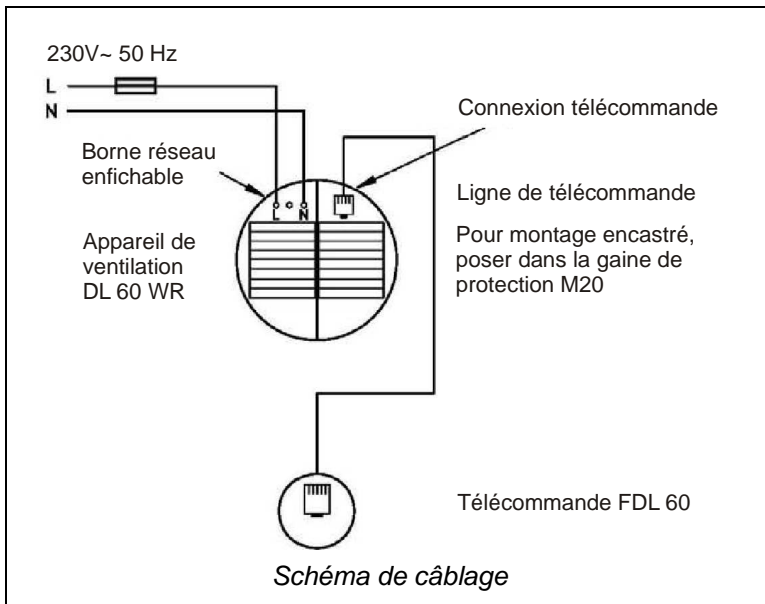 230V~ 50 Hz
L
N
Connexion télécommande
Borne réseau
enfichable
L
N
Ligne de télécommande
Appareil de
ventilation
DL 60 WR
Pour montage encastré,
poser dans la gaine de
protection M20
Télécommande FDL 60
Schéma de câblage